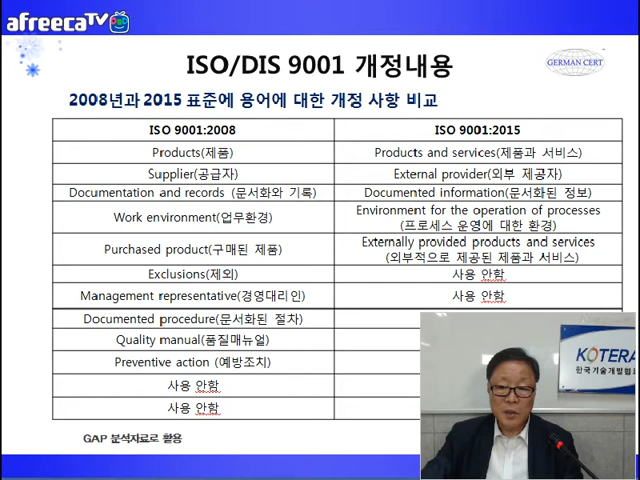 afreecaTV
ISO/DIS 9001 개정내용
GERMAN CERT
2008년과 2015 표준에 용어에 대한 개정 사항 비교
ISO 9001:2008
ISO 9001:2015
Products(제품)
Products and services(제품과 서비스)
Supplier(공급자)
External provider(외부 제공자)
Documentation and records (문서화와 기록)
Documented information(문서화된 정보)
Work environment(업무환경)
Environment for the operation of processes
(프로세스 운영에 대한 환경)
Purchased product(구매된 제품)
Externally provided products and services
(외부적으로 제공된 제품과 서비스)
Exclusions(제외)
사용 안함
Management representative(경영대리인)
사용 안함
Documented procedure(문서화된 절차)
Quality manual(품질매뉴얼)
Preventive action (예방조치)
사용 안함
사용 안함
GAP 분석자료로 활용
KOTERA
한국기술개발협